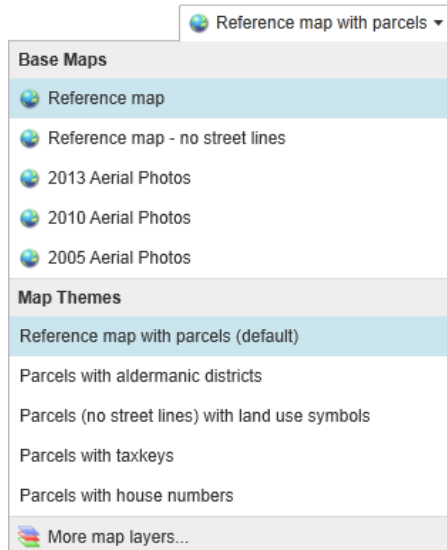 Reference map with parcels
Base Maps
Reference map
Reference map - no street lines
2013 Aerial Photos
2010 Aerial Photos
2005 Aerial Photos
Map Themes
Reference map with parcels (default)
Parcels with aldermanic districts
Parcels (no street lines) with land use symbols
Parcels with taxkeys
Parcels with house numbers
More map layers...